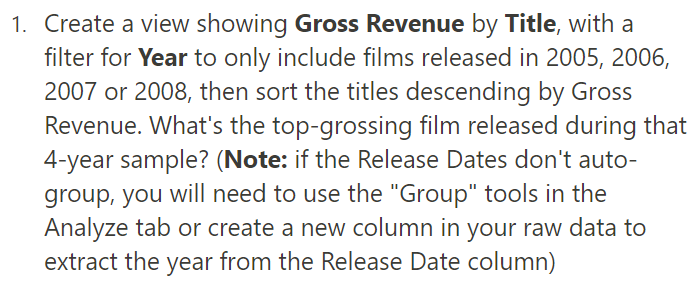 1. Create a view showing Gross Revenue by Title, with a
filter for Year to only include films released in 2005, 2006,
2007 or 2008, then sort the titles descending by Gross
Revenue. What's the top-grossing film released during that
4-year sample? (Note: if the Release Dates don't auto-
group, you will need to use the "Group" tools in the
Analyze tab or create a new column in your raw data to
extract the year from the Release Date column)